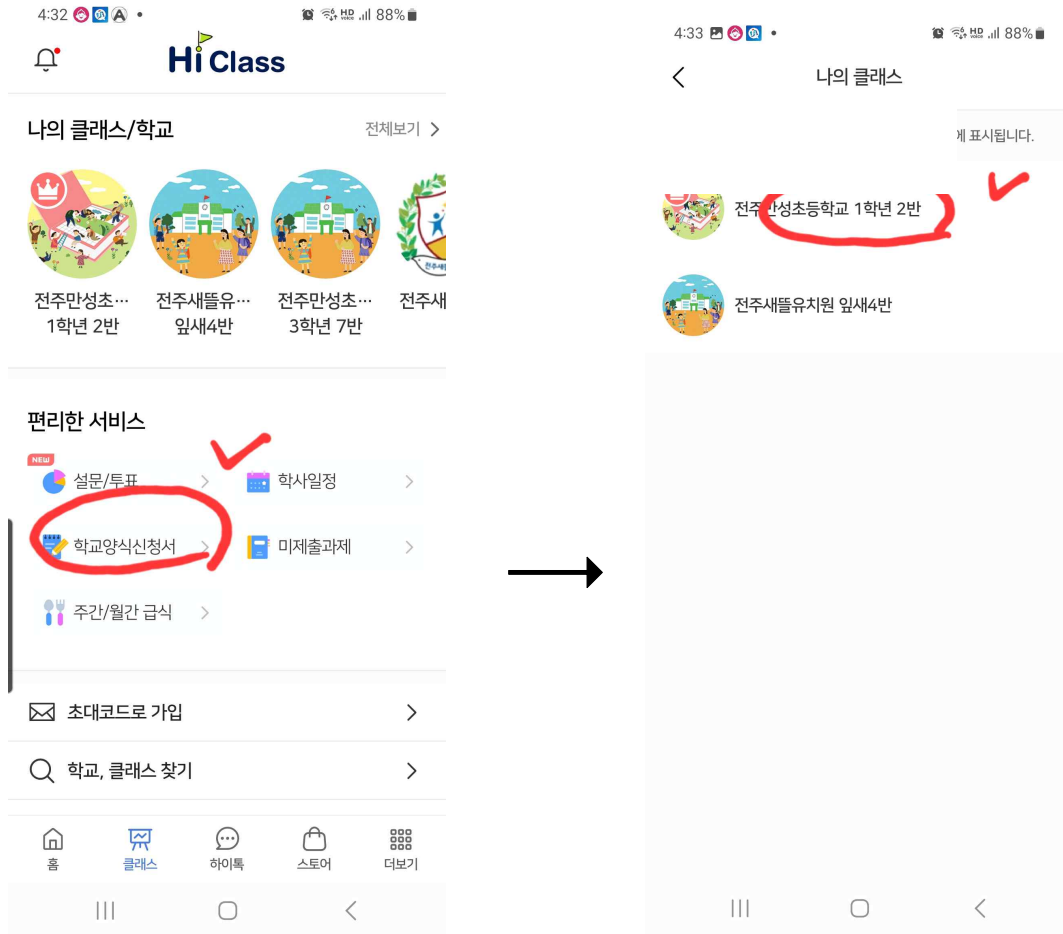 4:32
HD voice 88%
Hi Class
나의 클래스/학교
전체보기
전주만성초…
1학년 2반
전주새뜰유…
잎새4반
전주만성초…
3학년 7반
전주새
편리한 서비스
NEW
설문/투표
학사일정
학교양식신청서
미제출과제
주간/월간 급식
초대코드로 가입
학교, 클래스 찾기
홈
클래스
하이톡
스토어
더보기
4:33
HD voice 88%
나의 클래스
에 표시됩니다.
전주만성초등학교 1학년 2반
전주새뜰유치원 잎새4반